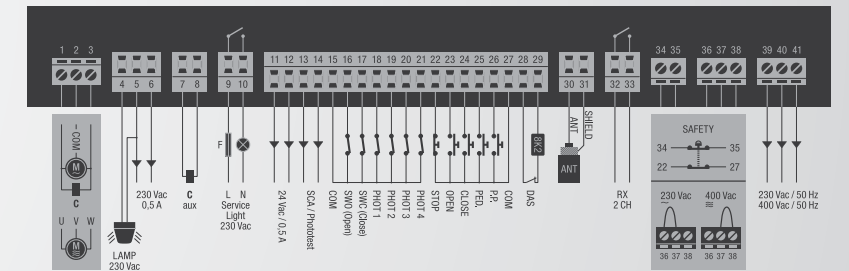 1 2 3
4 5 6
7 8
9 10
11 12 13 14 15 16 17 18 19 20 21 22 23 24 25 26 27 28 29
30 31
32 33
34 35
36 37 38
39 40 41
~ COM
M
C
U V W
M
LAMP
230 Vac
230 Vac
0,5 A
C
aux
F
L N
Service
Light
230 Vac
24 Vac / 0,5 A
SCA / Phototest
COM
SWO (Open)
SWC (Close)
PHOT 1
PHOT 2
PHOT 3
PHOT 4
STOP
OPEN
CLOSE
PED.
P.P.
COM
DAS
8K2
ANT
SHIELD
ANT
RX
2 CH
SAFETY
34 35
22 27
230 Vac 400 Vac
~ ≋
36 37 38 36 37 38
230 Vac / 50 Hz
400 Vac / 50 Hz